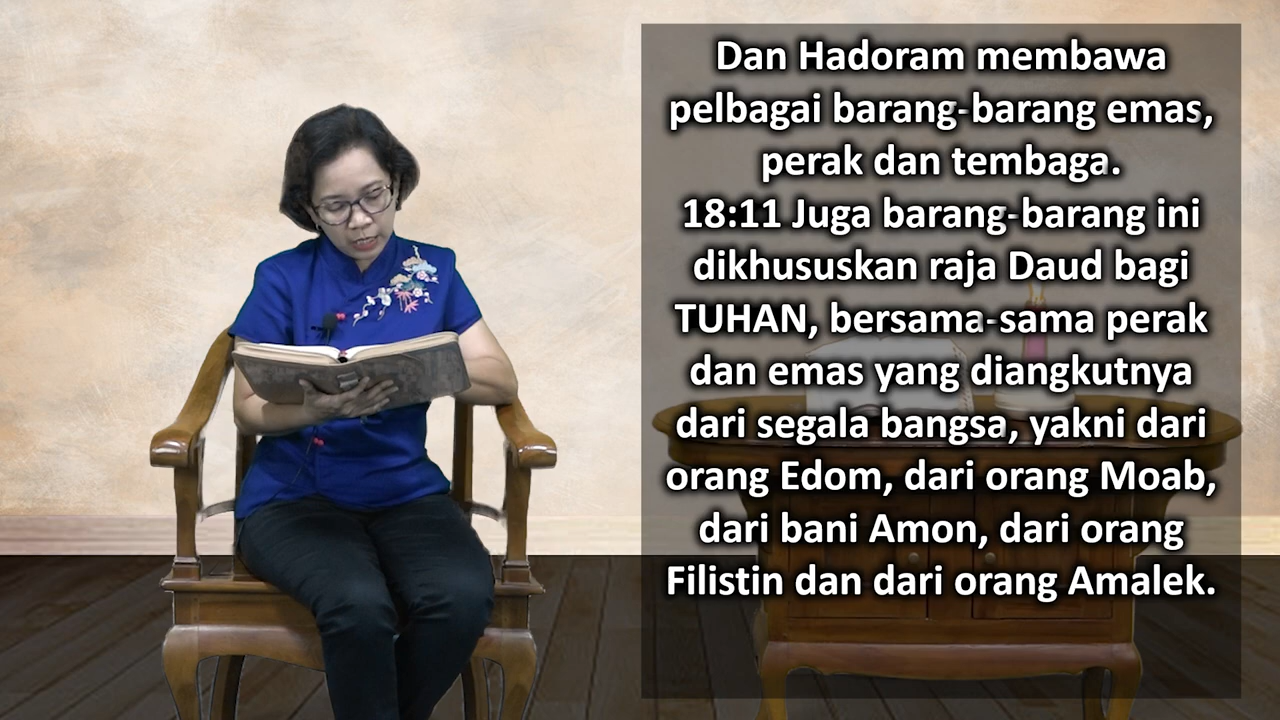 Dan Hadoram membawa
pelbagai barang-barang emas,
perak dan tembaga.
18:11 Juga barang-barang ini
dikhususkan raja Daud bagi
TUHAN, bersama-sama perak
dan emas yang diangkutnya
dari segala bangsa, yakni dari
orang Edom, dari orang Moab,
dari bani Amon, dari orang
Filistin dan dari orang Amalek.